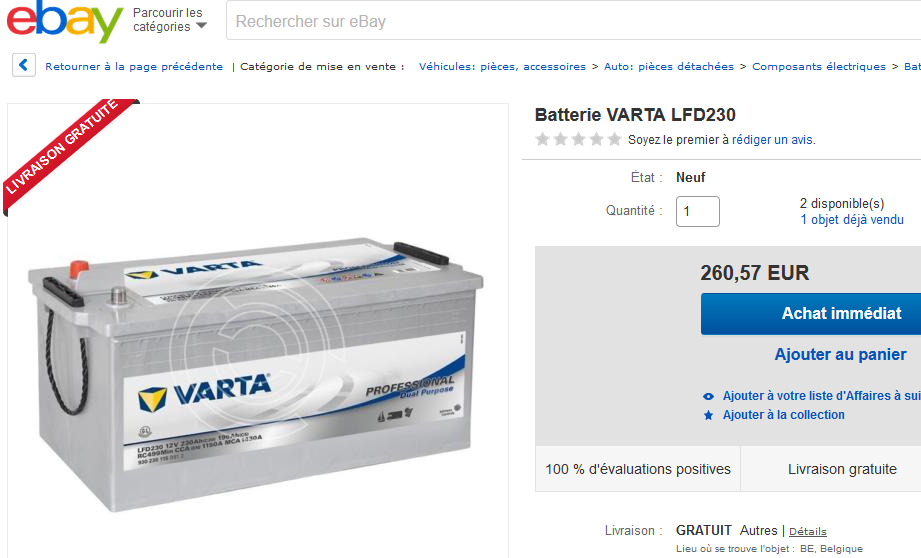 ebay
Parcourir les
catégories
Rechercher sur eBay
Retourner à la page précédente | Catégorie de mise en vente : Véhicules: pièces, accessoires > Auto: pièces détachées > Composants électriques > Bat
LIVRAISON GRATUITE
Batterie VARTA LFD230
Soyez le premier à rédiger un avis.
État : Neuf
Quantité : 1
2 disponible(s)
1 objet déjà vendu
260,57 EUR
Achat immédiat
Ajouter au panier
Ajouter à votre liste d'Affaires à sui
Ajouter à la collection
100 % d'évaluations positives
Livraison gratuite
Livraison : GRATUIT Autres | Détails
Lieu où se trouve l'objet : BE, Belgique
VARTA
VARTA
PROFESSIONAL
Dual Purpose
LFD230 12V 230Ah